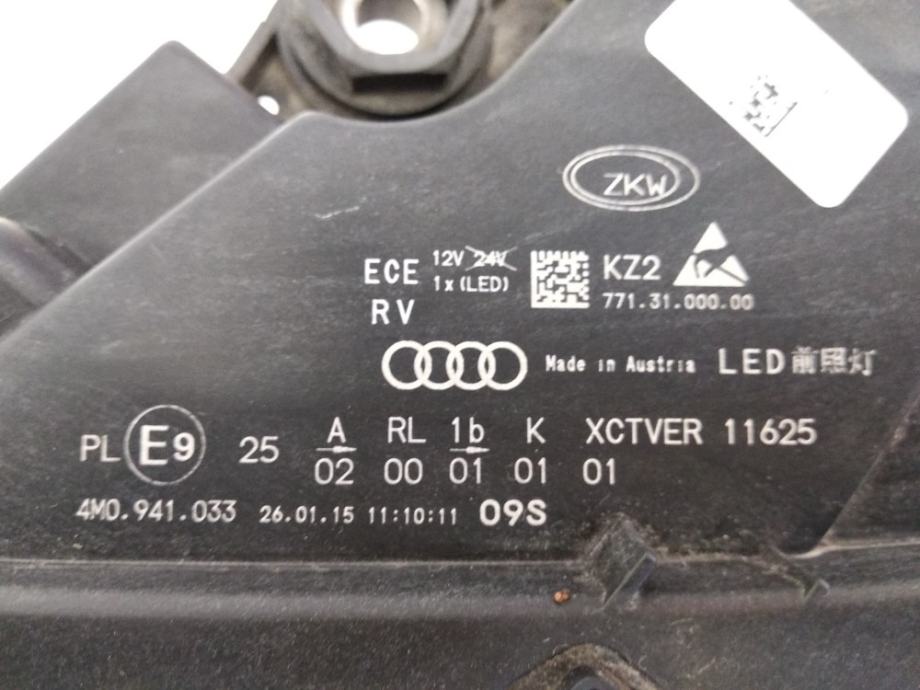 ZKW
ECE 12V 24V KZ2
1x(LED) 771.31.000.00
RV
Made in Austria LED前照灯
PL E9 25 A RL 1b K XCTVER 11625
02 00 01 01 01
4M0.941.033 26.01.15 11:10:11 09S